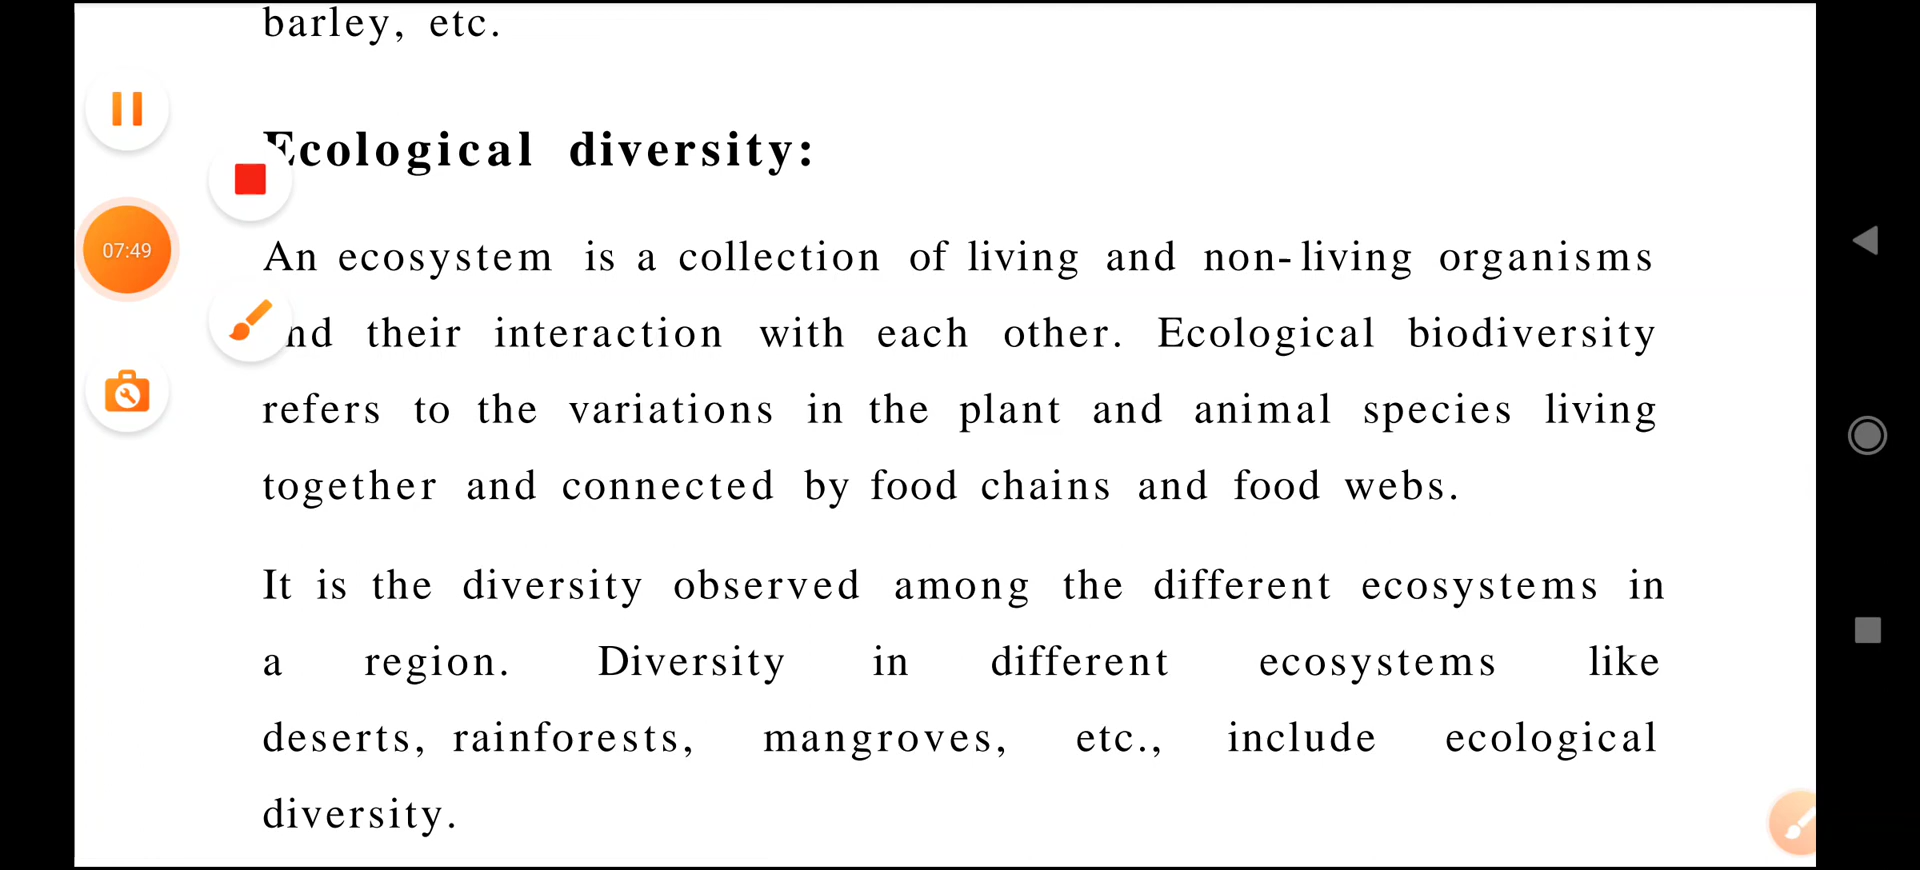 barley, etc.
Ecological diversity:
07:49
An ecosystem is a collection of living and non-living organisms
and their interaction with each other. Ecological biodiversity
refers to the variations in the plant and animal species living
together and connected by food chains and food webs.
It is the diversity observed among the different ecosystems in
a region. Diversity in different ecosystems like
deserts, rainforests, mangroves, etc., include ecological
diversity.